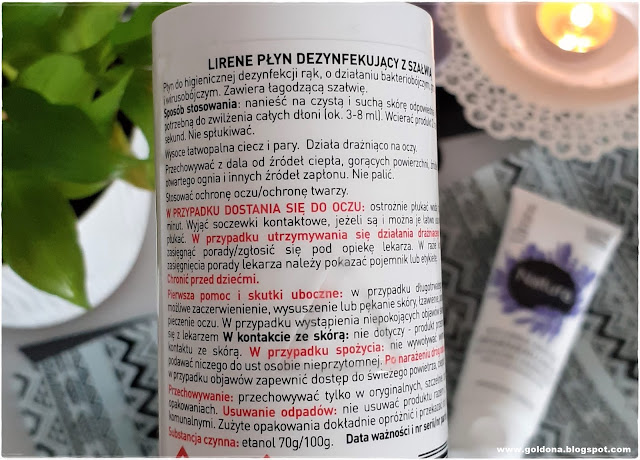 LIRENE PŁYN DEZYNFEKUJĄCY Z SZAŁWIĄ
Płyn do higienicznej dezynfekcji rąk, o działaniu bakteriobójczym,
i wirusobójczym. Zawiera łagodzącą szałwię.
Sposób stosowania: nanieść na czystą i suchą skórę
potrzebną do zwilżenia całych dłoni (ok. 3-8 ml). Wcierać produkt
sekund. Nie spłukiwać.
Wysoce łatwopalna ciecz i pary. Działa drażniąco na oczy.
Przechowywać z dala od źródeł ciepła, gorących powierzchni,
otwartego ognia i innych źródeł zapłonu. Nie palić.
Stosować ochronę oczu/ochronę twarzy.
W PRZYPADKU DOSTANIA SIĘ DO OCZU: ostrożnie płukać
minut. Wyjąć soczewki kontaktowe, jeżeli są i można je łatwo
płukać. W przypadku utrzymywania się działania
zasięgnąć porady/zgłosić się pod opiekę lekarza. W razie
zasięgnięcia porady lekarza należy pokazać pojemnik lub etykietę.
Chronić przed dziećmi.
Pierwsza pomoc i skutki uboczne: w przypadku
możliwe zaczerwienie, wysuszenie lub pękanie skóry, łzawienie,
pieczenie oczu. W przypadku wystąpienia niepokojących objawów
się z lekarzem W kontakcie ze skórą: nie dotyczy - produkt
kontaktu ze skórą. W przypadku spożycia: nie wywoływać
podawać niczego do ust osobie nieprzytomnej. Po narażeniu
w przypadku objawów zapewnić dostęp do świeżego powietrza,
Przechowywanie: przechowywać tylko w oryginalnych,
opakowaniach. Usuwanie odpadów: nie usuwać produktu
komunalnymi. Zużyte opakowania dokładnie opróżnić i
Substancja czynna: etanol 70g/100g. Data ważności i nr serii/na
Natura
www.goldona.blogspot.com